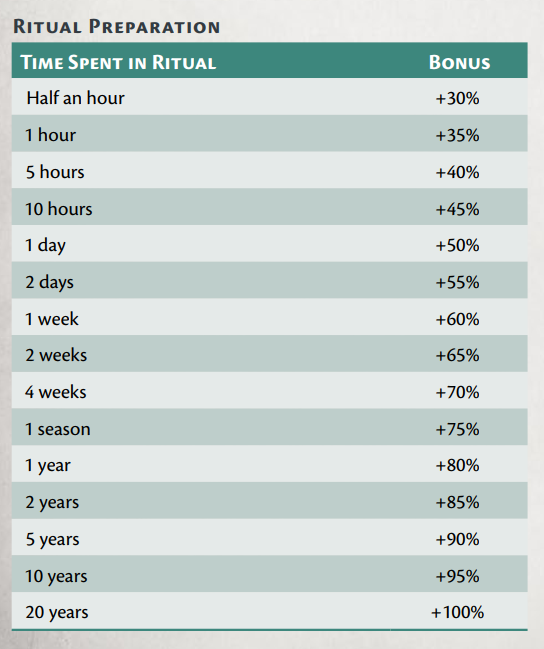 Ritual Preparation
Time Spent in Ritual Bonus
Half an hour +30%
1 hour +35%
5 hours +40%
10 hours +45%
1 day +50%
2 days +55%
1 week +60%
2 weeks +65%
4 weeks +70%
1 season +75%
1 year +80%
2 years +85%
5 years +90%
10 years +95%
20 years +100%